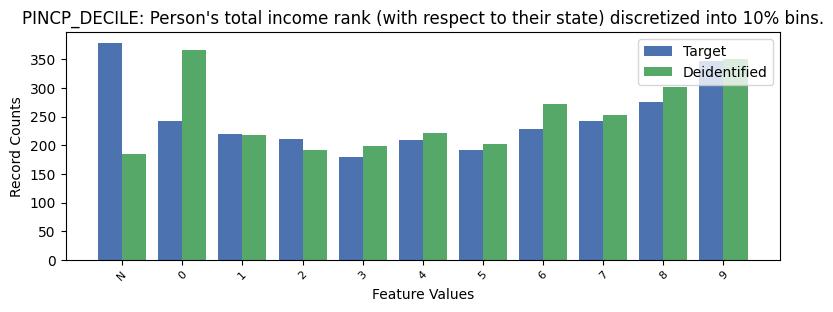 PINCP_DECILE: Person's total income rank (with respect to their state) discretized into 10% bins.
Target
Deidentified
Record Counts
350
300
250
200
150
100
50
0
N 0 1 2 3 4 5 6 7 8 9
Feature Values